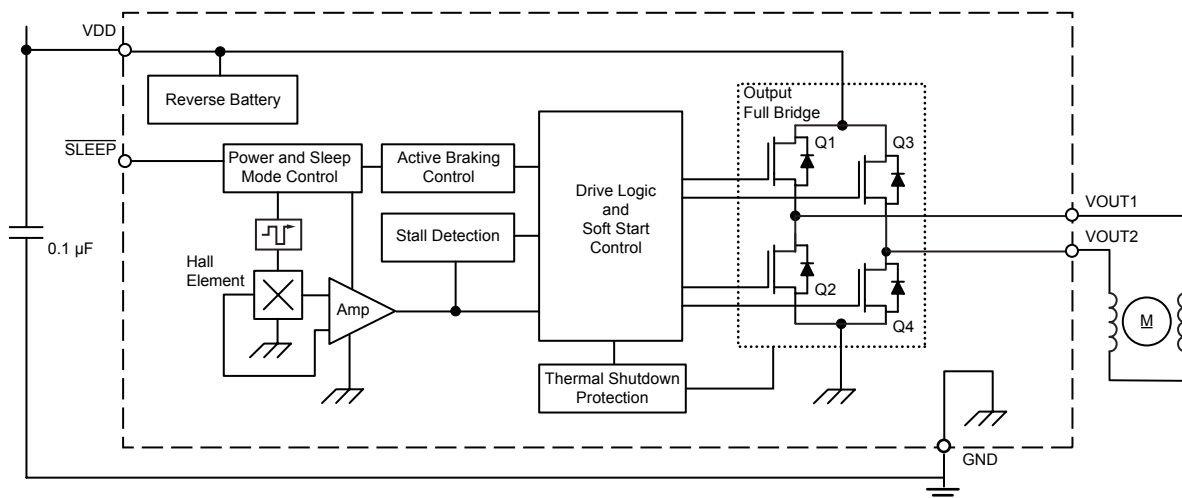 VDD
Reverse Battery
Output
Full Bridge
Q1
Q3
SLEEP
Power and Sleep
Mode Control
Active Braking
Control
Drive Logic
and
Soft Start
Control
VOUT1
Stall Detection
VOUT2
0.1 µF
Hall
Element
Amp
Q2
Q4
M
Thermal Shutdown
Protection
GND